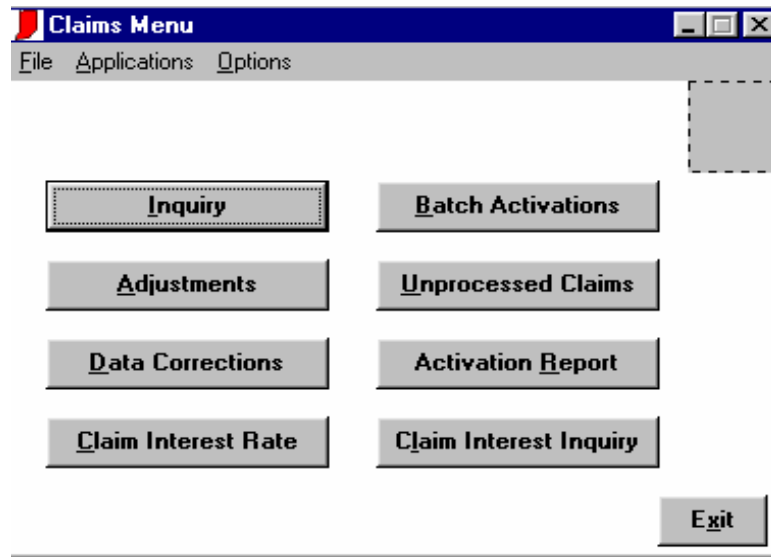 Claims Menu
File Applications Options
Inquiry Batch Activations
Adjustments Unprocessed Claims
Data Corrections Activation Report
Claim Interest Rate Claim Interest Inquiry
Exit